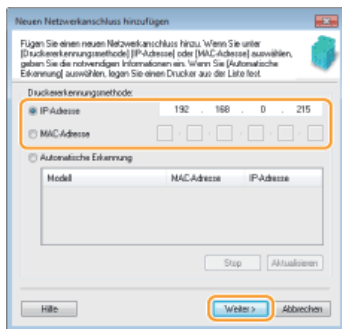 Neuen Netzwerkanschluss hinzufügen
Fügen Sie einen neuen Netzwerkanschluss hinzu. Wenn Sie unter
[Druckererkennungsmethode] [IP-Adresse] oder [MAC-Adresse] auswählen,
geben Sie die notwendigen Informationen ein. Wenn Sie [Automatische
Erkennung] auswählen, legen Sie einen Drucker aus der Liste fest.
Druckererkennungsmethode:
IP-Adresse 192 . 168 . 0 . 215
MAC-Adresse - - - - -
Automatische Erkennung
Modell MAC-Adresse IP-Adresse
Stop Aktualisieren
Hilfe Weiter > Abbrechen